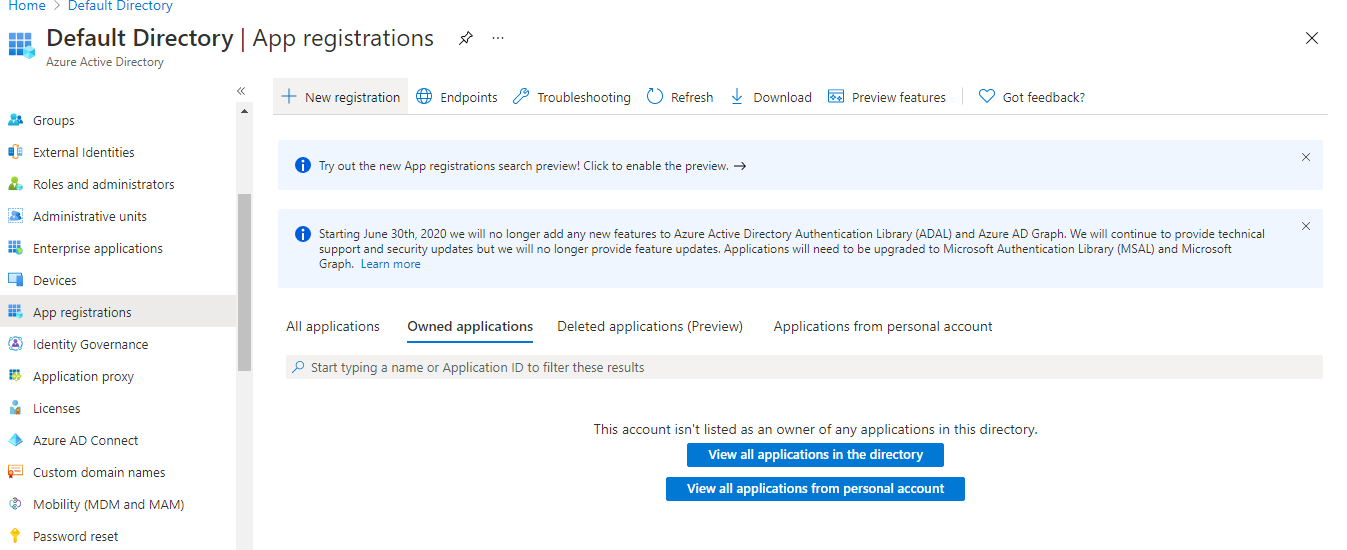 Home > Default Directory
Default Directory | App registrations
Azure Active Directory
Groups
External Identities
Roles and administrators
Administrative units
Enterprise applications
Devices
App registrations
Identity Governance
Application proxy
Licenses
Azure AD Connect
Custom domain names
Mobility (MDM and MAM)
Password reset
New registration Endpoints Troubleshooting Refresh Download Preview features Got feedback?
Try out the new App registrations search preview! Click to enable the preview. →
Starting June 30th, 2020 we will no longer add any new features to Azure Active Directory Authentication Library (ADAL) and Azure AD Graph. We will continue to provide technical
support and security updates but we will no longer provide feature updates. Applications will need to be upgraded to Microsoft Authentication Library (MSAL) and Microsoft
Graph. Learn more
All applications Owned applications Deleted applications (Preview) Applications from personal account
Start typing a name or Application ID to filter these results
This account isn't listed as an owner of any applications in this directory.
View all applications in the directory
View all applications from personal account